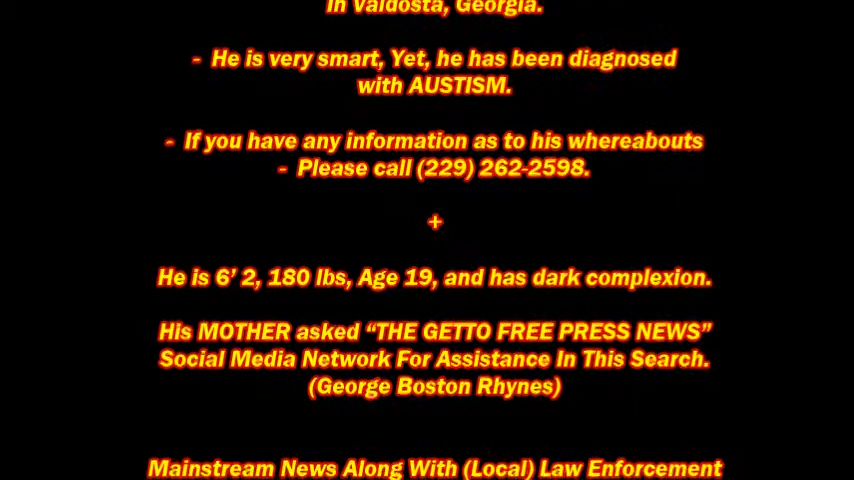 In Valdosta, Georgia.
- He is very smart, Yet, he has been diagnosed
with AUSTISM.
- If you have any information as to his whereabouts
- Please call (229) 262-2598.
+
He is 6’ 2, 180 lbs, Age 19, and has dark complexion.
His MOTHER asked “THE GETTO FREE PRESS NEWS”
Social Media Network For Assistance In This Search.
(George Boston Rhynes)
Mainstream News Along With (Local) Law Enforcement